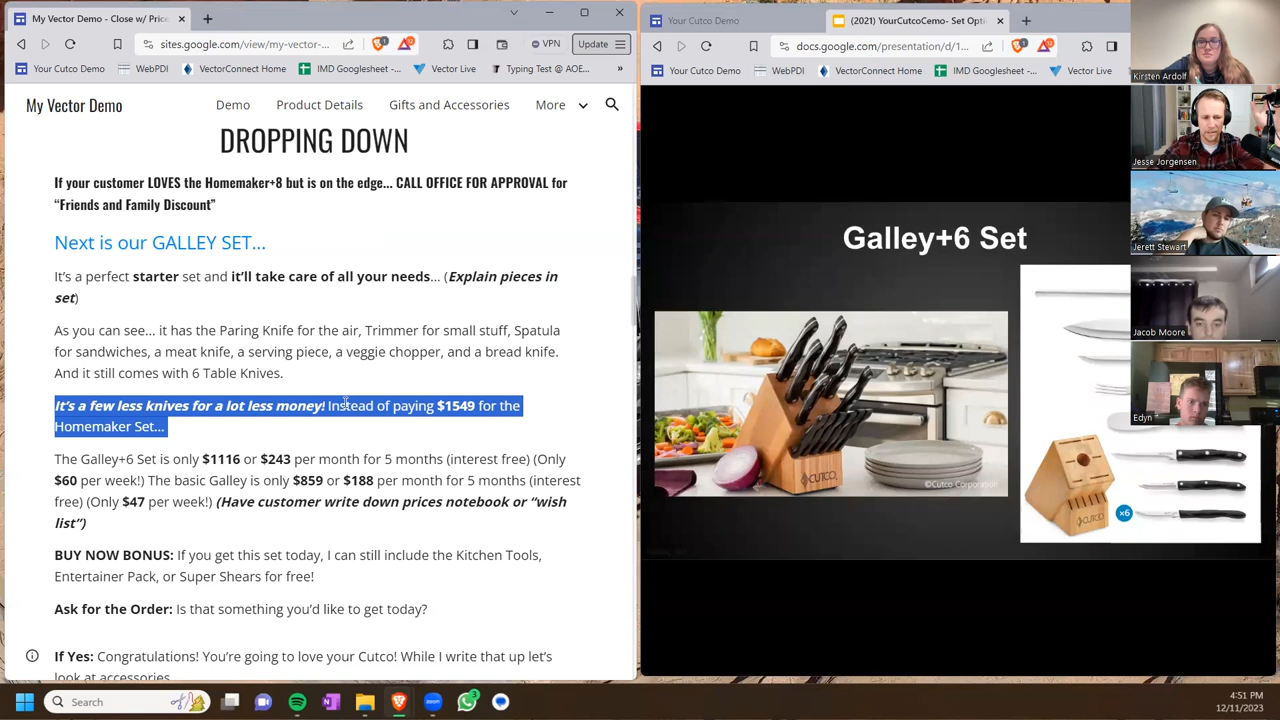 My Vector Demo - Close w/ Price
sites.google.com/view/my-vector-...
VPN
Update
Your Cutco Demo
WebPDI
VectorConnect Home
IMD Googlesheet -...
Vector Live
Typing Test @ AOE...
»
My Vector Demo
Demo
Product Details
Gifts and Accessories
More
DROPPING DOWN
If your customer LOVES the Homemaker+8 but is on the edge... CALL OFFICE FOR APPROVAL for
“Friends and Family Discount”
Next is our GALLEY SET...
It’s a perfect starter set and it’ll take care of all your needs... (Explain pieces in
set)
As you can see... it has the Paring Knife for the air, Trimmer for small stuff, Spatula
for sandwiches, a meat knife, a serving piece, a veggie chopper, and a bread knife.
And it still comes with 6 Table Knives.
It’s a few less knives for a lot less money! Instead of paying $1549 for the
Homemaker Set...
The Galley+6 Set is only $1116 or $243 per month for 5 months (interest free) (Only
$60 per week!) The basic Galley is only $859 or $188 per month for 5 months (interest
free) (Only $47 per week!) (Have customer write down prices notebook or “wish
list”)
BUY NOW BONUS: If you get this set today, I can still include the Kitchen Tools,
Entertainer Pack, or Super Shears for free!
Ask for the Order: Is that something you’d like to get today?
If Yes: Congratulations! You’re going to love your Cutco! While I write that up let’s
look at accessories
Your Cutco Demo
(2021) YourCutcoCemo- Set Opti
docs.google.com/presentation/d/1...
Your Cutco Demo
WebPDI
VectorConnect Home
IMD Googlesheet -...
Vector Live
Galley+6 Set
CUTCO
©Cutco Corporation
CUTCO
x6
Kirsten Ardolf
Jesse Jorgensen
Jerett Stewart
Jacob Moore
Edyn
Search
3
4:51 PM
12/11/2023